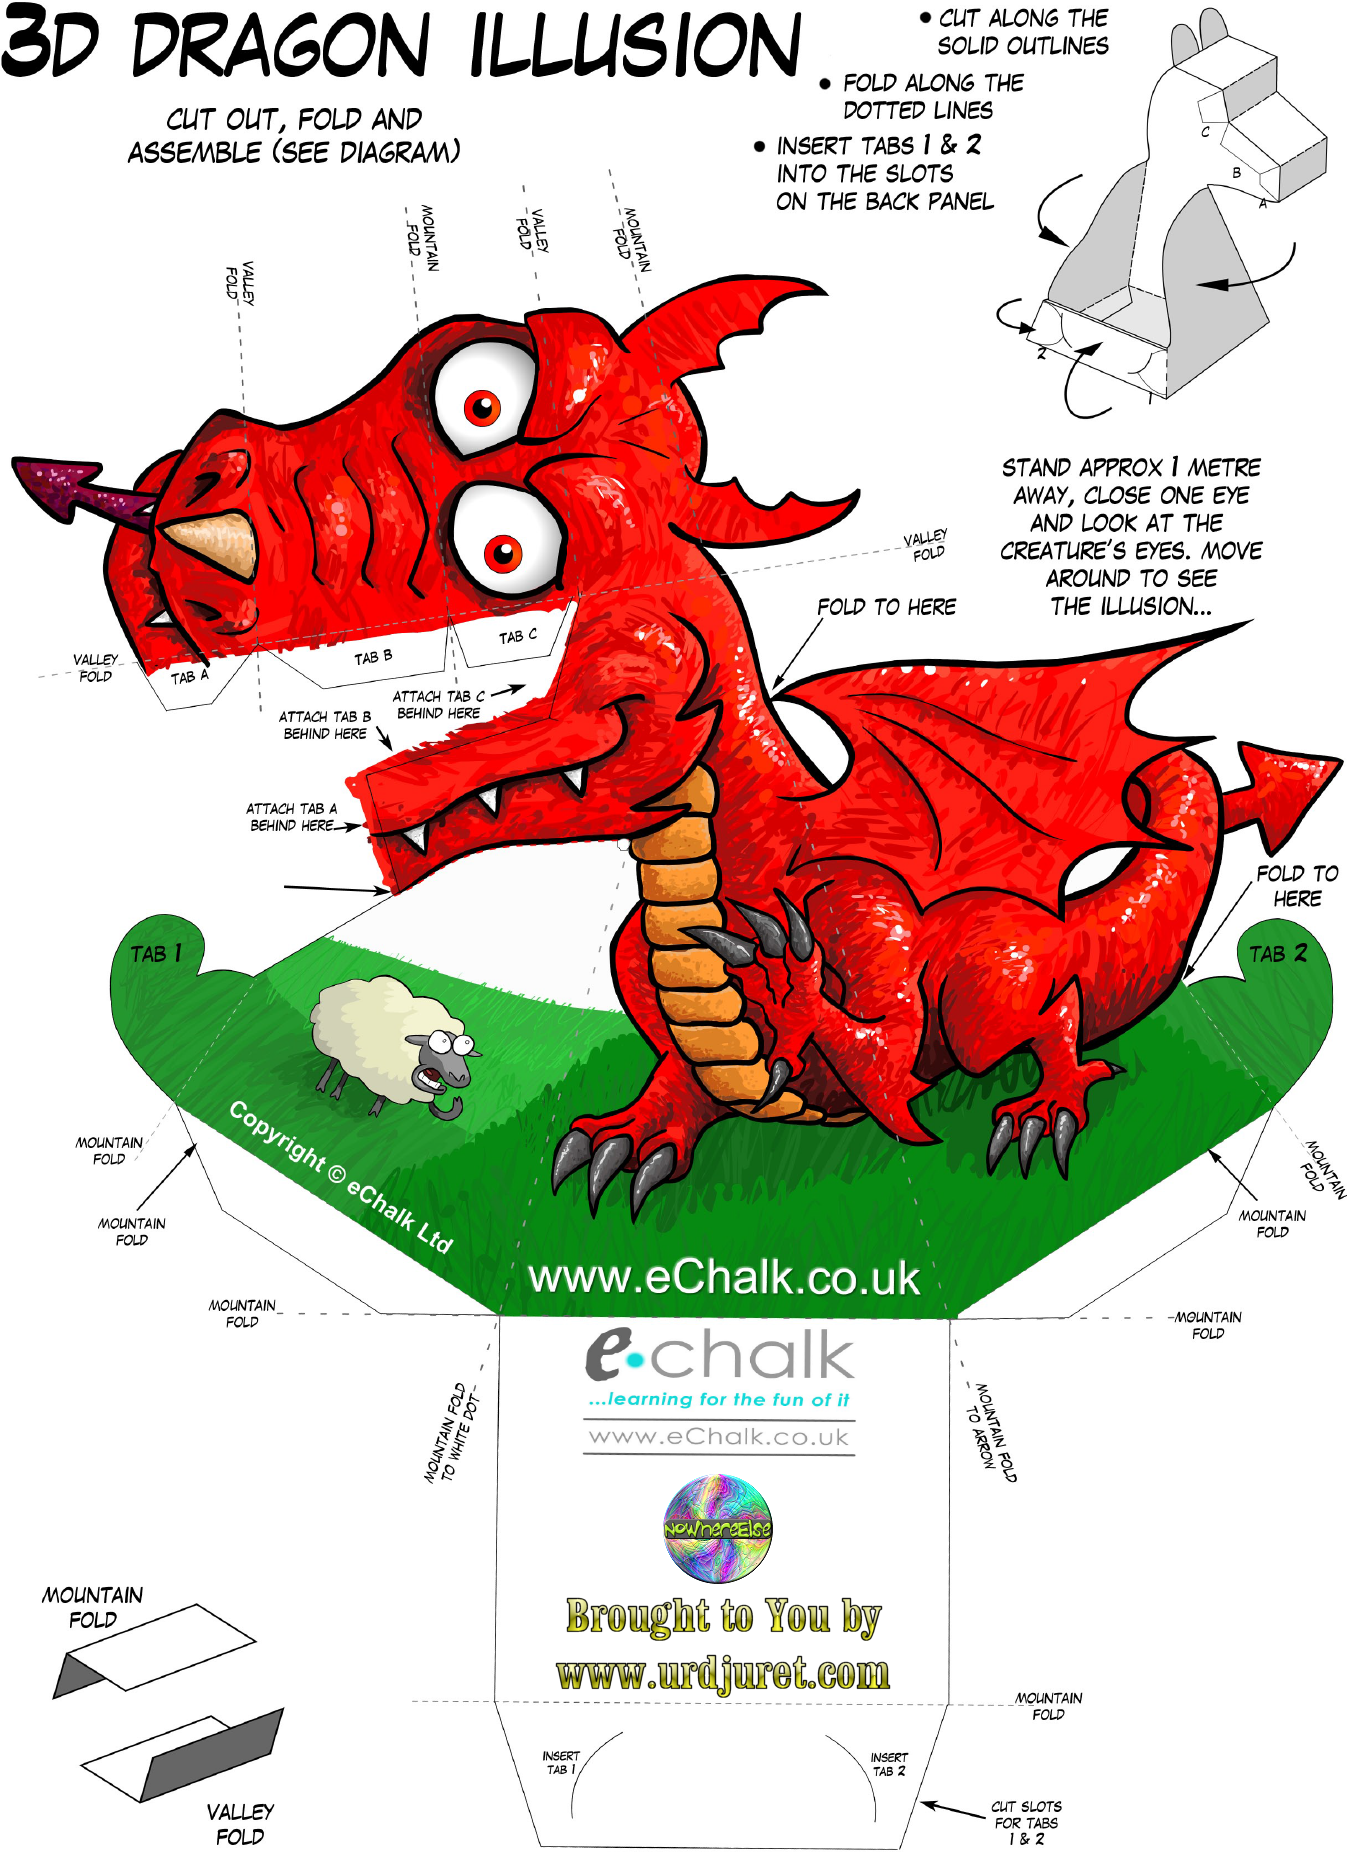 3D DRAGON ILLUSION
CUT OUT, FOLD AND
ASSEMBLE (SEE DIAGRAM)
• CUT ALONG THE
SOLID OUTLINES
• FOLD ALONG THE
DOTTED LINES
• INSERT TABS 1 & 2
INTO THE SLOTS
ON THE BACK PANEL
C
B
A
2
1
VALLEY
FOLD
MOUNTAIN
FOLD
VALLEY
FOLD
MOUNTAIN
FOLD
STAND APPROX 1 METRE
AWAY, CLOSE ONE EYE
AND LOOK AT THE
CREATURE'S EYES. MOVE
AROUND TO SEE
THE ILLUSION...
VALLEY
FOLD
FOLD TO HERE
VALLEY
FOLD
TAB A
TAB B
TAB C
ATTACH TAB C
BEHIND HERE
ATTACH TAB B
BEHIND HERE
ATTACH TAB A
BEHIND HERE
FOLD TO
HERE
TAB 1
TAB 2
MOUNTAIN
FOLD
MOUNTAIN
FOLD
Copyright © eChalk Ltd
MOUNTAIN
FOLD
MOUNTAIN
FOLD
www.eChalk.co.uk
MOUNTAIN
FOLD
MOUNTAIN
FOLD
e·chalk
...learning for the fun of it
www.eChalk.co.uk
MOUNTAIN FOLD
TO WHITE DOT
MOUNTAIN FOLD
TO ARROW
NoWhereElse
Brought to You by
www.urdjuret.com
MOUNTAIN
FOLD
VALLEY
FOLD
MOUNTAIN
FOLD
INSERT
TAB 1
INSERT
TAB 2
CUT SLOTS
FOR TABS
1 & 2